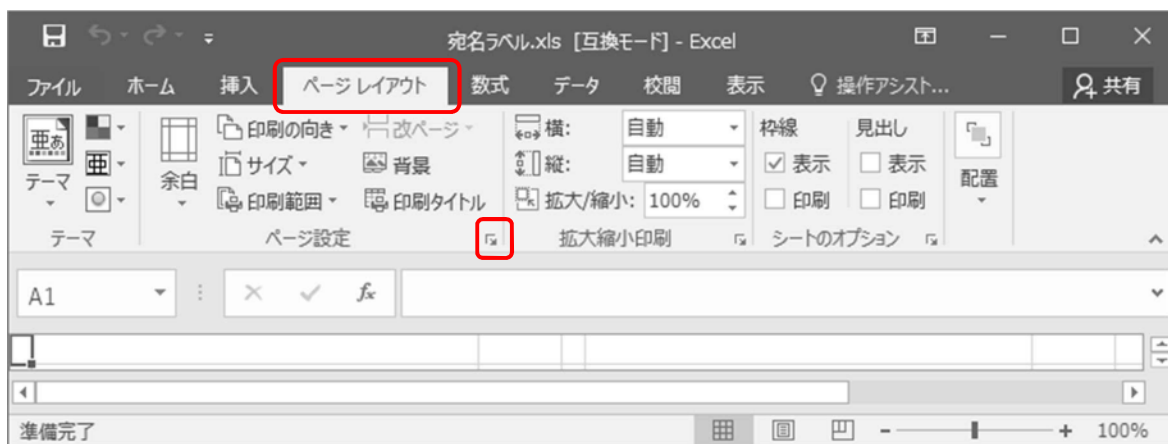 宛名ラベル.xls [互換モード] - Excel
ファイル ホーム 挿入 ページ レイアウト 数式 データ 校閲 表示 操作アシスト... 共有
亜あ 印刷の向き 改ページ 横: 自動 枠線 見出し
亜 サイズ 背景 縦: 自動 表示 表示 配置
テーマ 余白 印刷範囲 印刷タイトル 拡大/縮小: 100% 印刷 印刷
テーマ ページ設定 拡大縮小印刷 シートのオプション
A1 fx
準備完了 100%